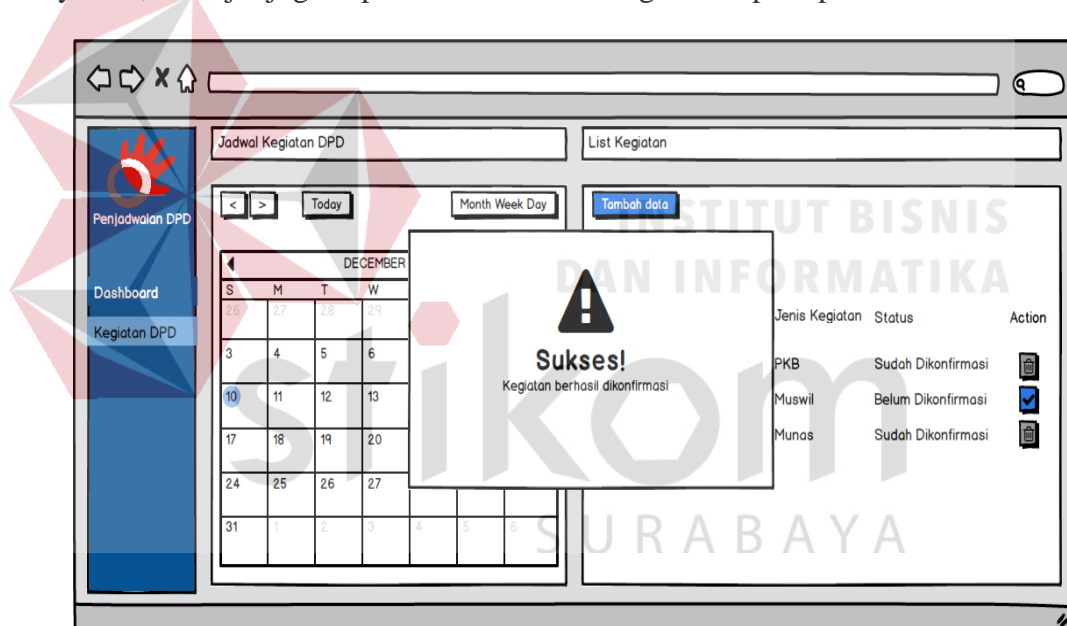 Jadwal Kegiatan DPD
List Kegiatan
Penjadwalan DPD
Dashboard
Kegiatan DPD
< > Today Month Week Day
Tambah data
DECEMBER
S M T W
26 27 28 29
3 4 5 6
10 11 12 13
17 18 19 20
24 25 26 27
31 1 2 3 4 5 6
Sukses!
Kegiatan berhasil dikonfirmasi
Jenis Kegiatan Status Action
PKB Sudah Dikonfirmasi
Muswil Belum Dikonfirmasi
Munas Sudah Dikonfirmasi
INSTITUT BISNIS
DAN INFORMATIKA
stikom
SURABAYA